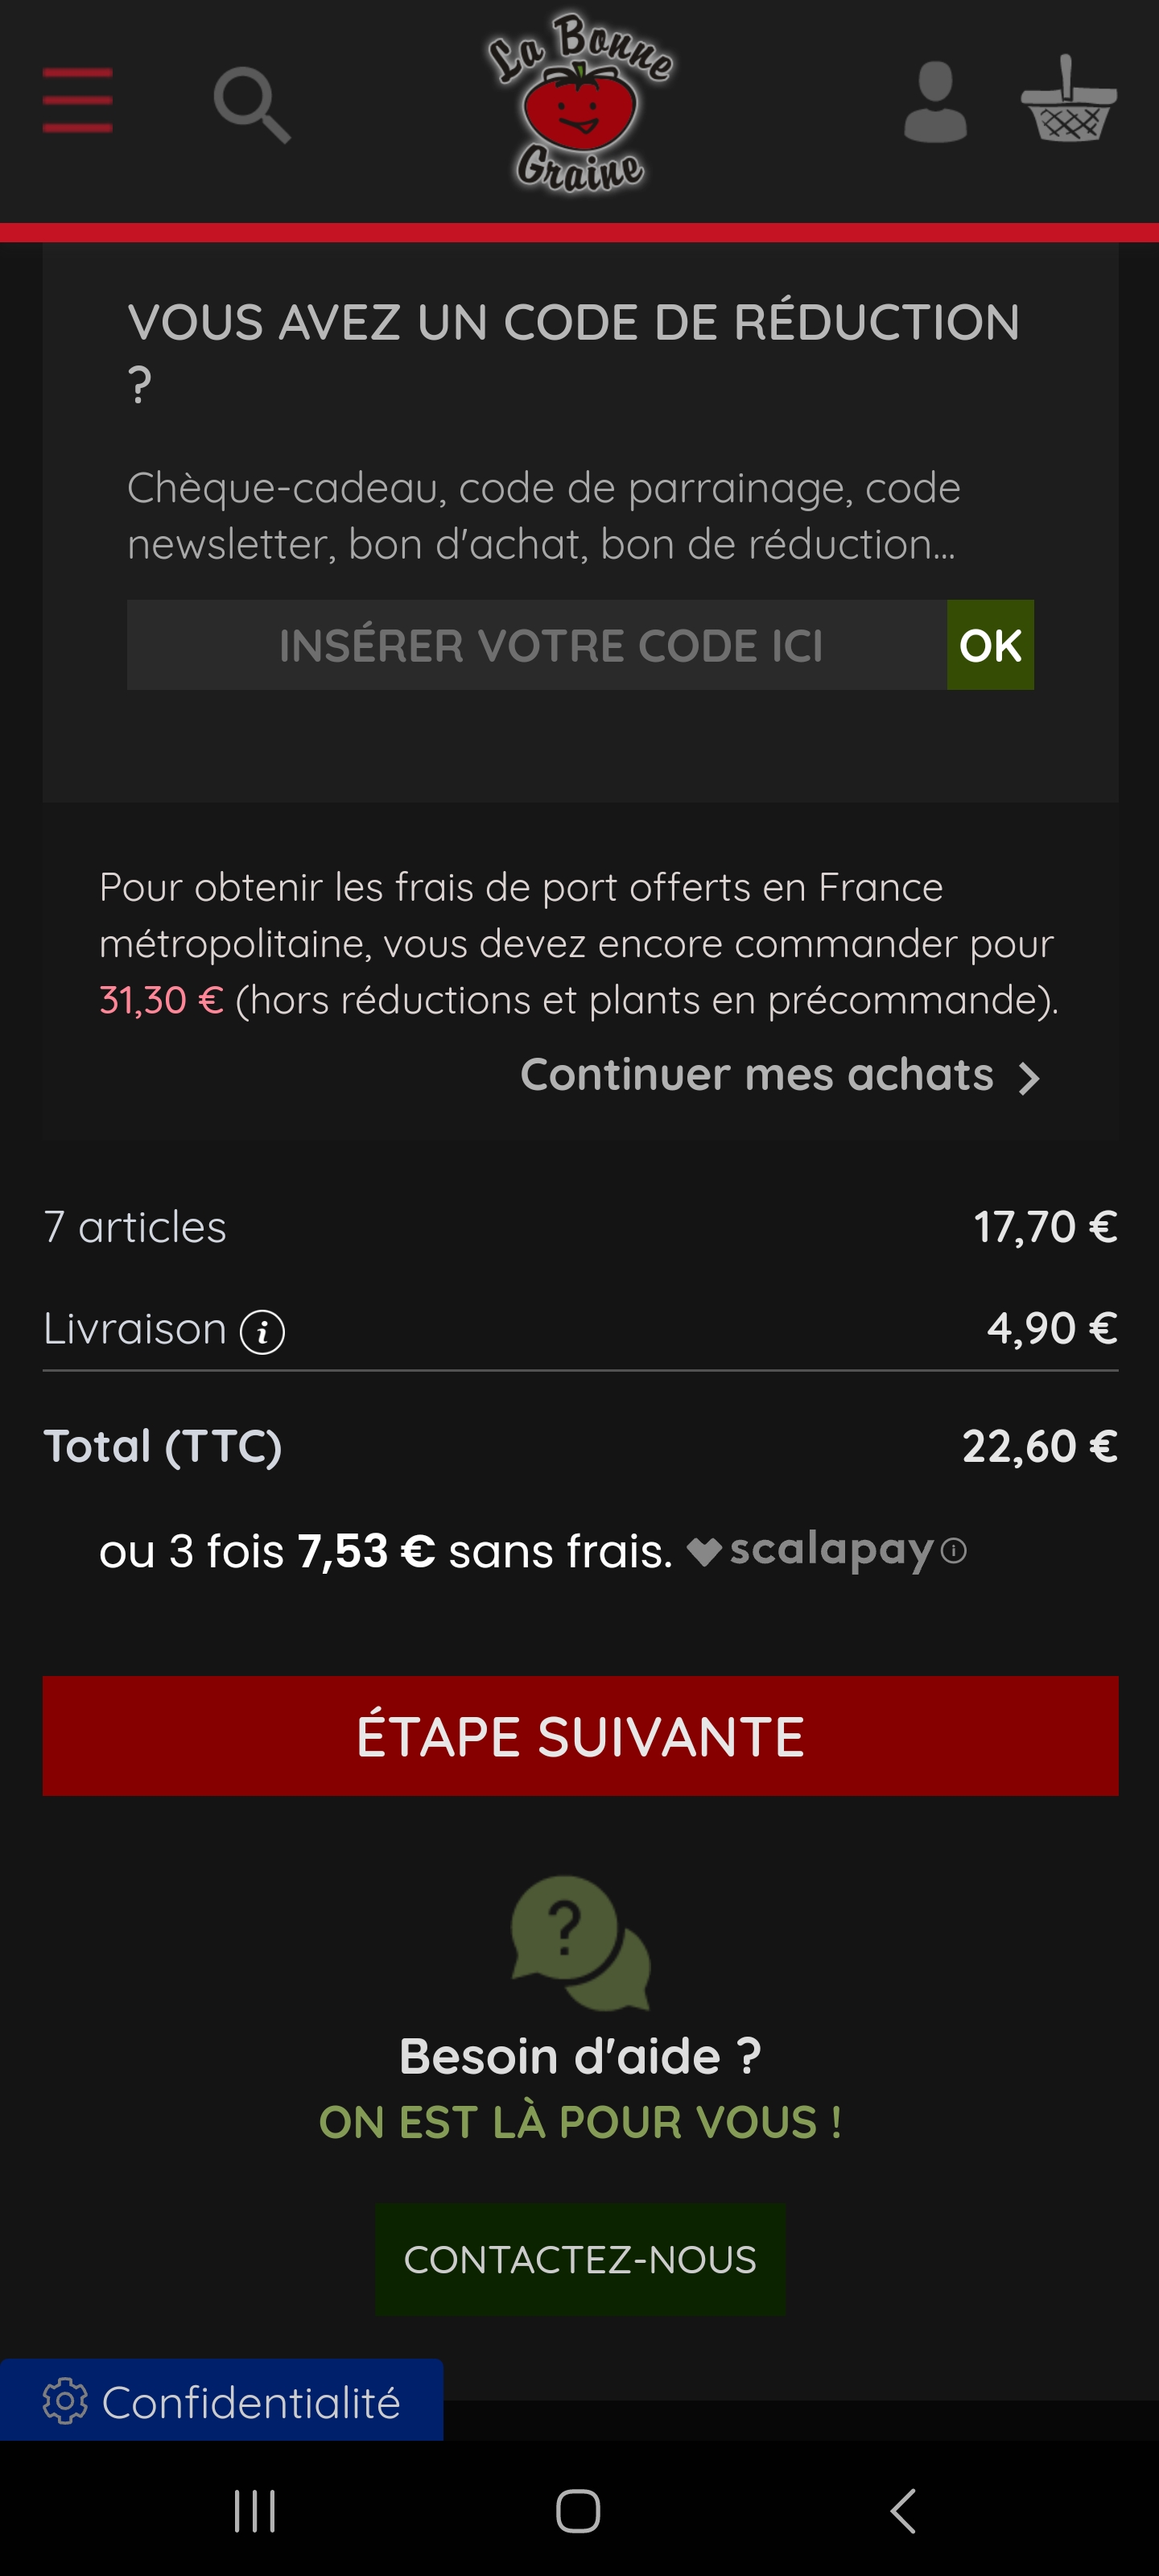 La Bonne
Graine
VOUS AVEZ UN CODE DE RÉDUCTION
?
Chèque-cadeau, code de parrainage, code
newsletter, bon d'achat, bon de réduction...
INSÉRER VOTRE CODE ICI
OK
Pour obtenir les frais de port offerts en France
métropolitaine, vous devez encore commander pour
31,30 € (hors réductions et plants en précommande).
Continuer mes achats
7 articles 17,70 €
Livraison i 4,90 €
Total (TTC) 22,60 €
ou 3 fois 7,53 € sans frais. scalapay i
ÉTAPE SUIVANTE
?
Besoin d'aide ?
ON EST LÀ POUR VOUS !
CONTACTEZ-NOUS
Confidentialité